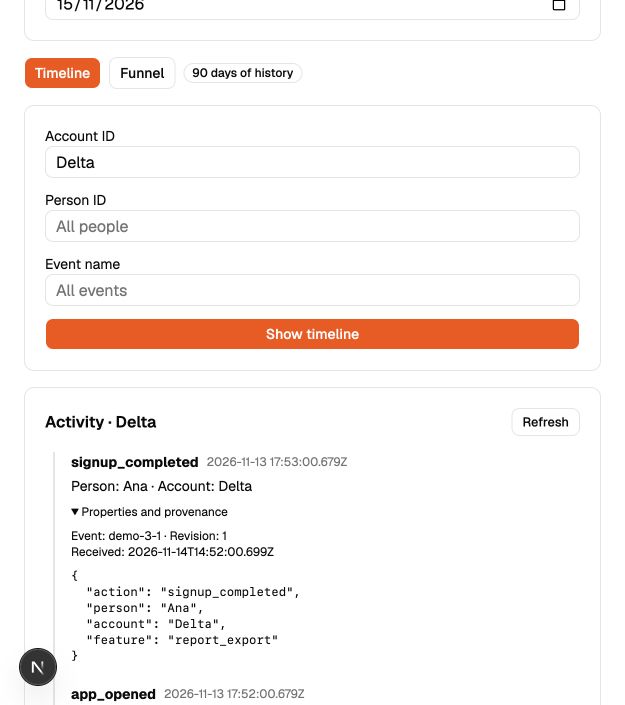 15/11/2026
Timeline
Funnel
90 days of history
Account ID
Delta
Person ID
All people
Event name
All events
Show timeline
Activity · Delta
Refresh
signup_completed 2026-11-13 17:53:00.679Z
Person: Ana · Account: Delta
▼ Properties and provenance
Event: demo-3-1 · Revision: 1
Received: 2026-11-14T14:52:00.699Z
{
  "action": "signup_completed",
  "person": "Ana",
  "account": "Delta",
  "feature": "report_export"
}
N
app_opened 2026-11-13 17:52:00.679Z